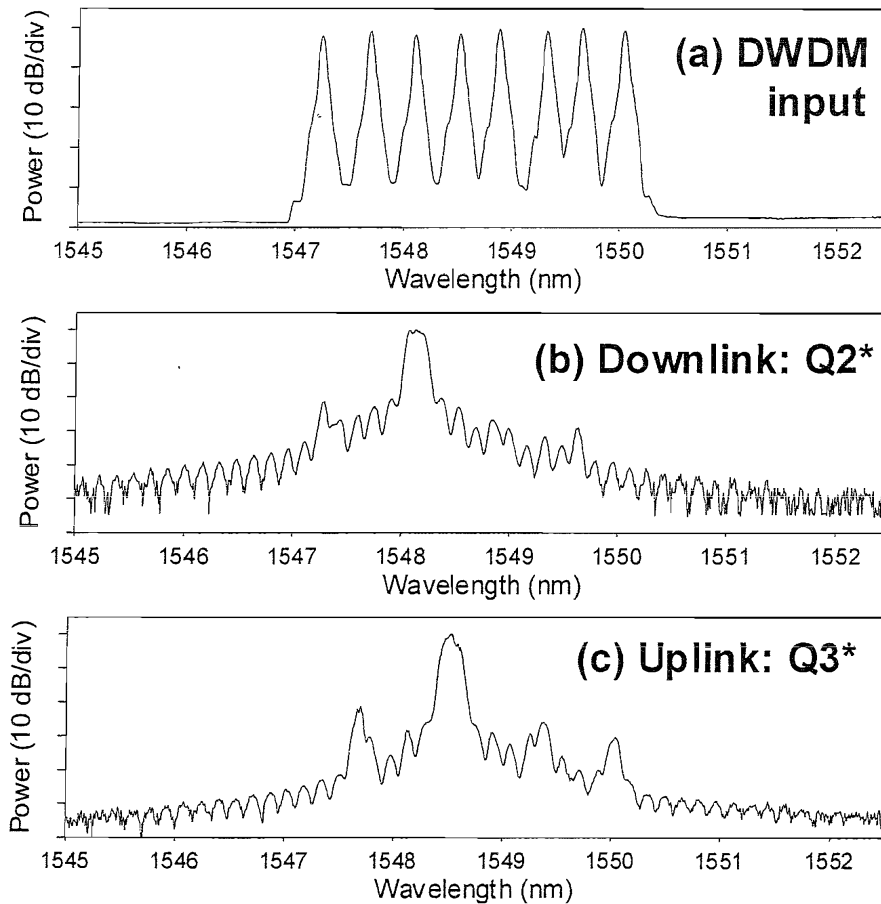 (a) DWDM
input
Power (10 dB/div)
1545 1546 1547 1548 1549 1550 1551 1552
Wavelength (nm)
(b) Downlink: Q2*
Power (10 dB/div)
1545 1546 1547 1548 1549 1550 1551 1552
Wavelength (nm)
(c) Uplink: Q3*
Power (10 dB/div)
1545 1546 1547 1548 1549 1550 1551 1552
Wavelength (nm)